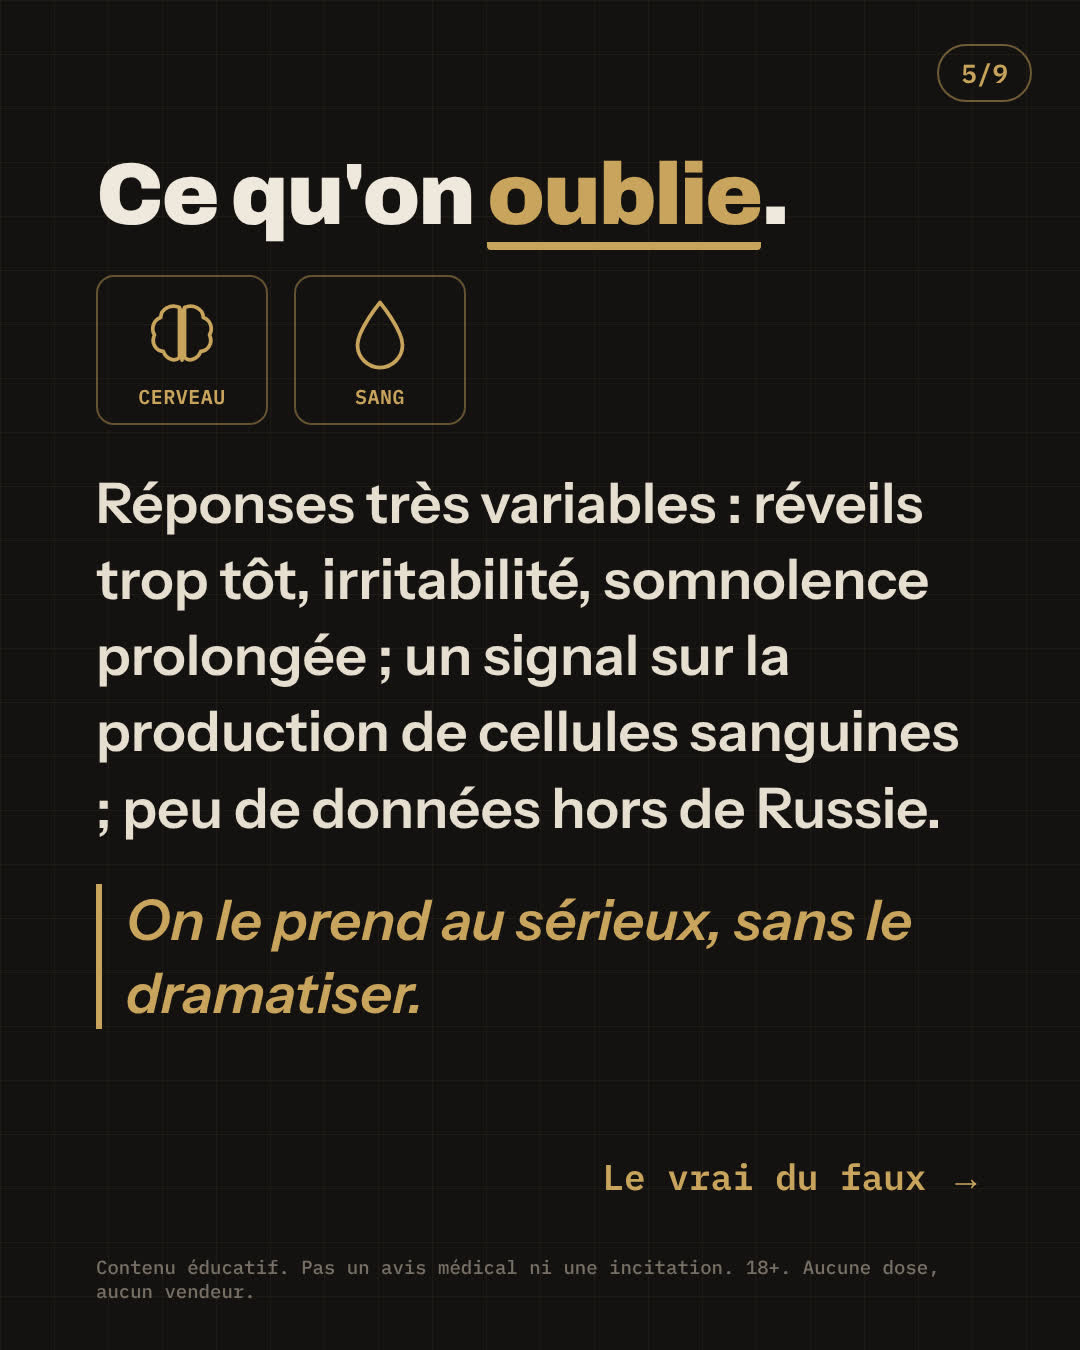 5/9
Ce qu'on oublie.
CERVEAU
SANG
Réponses très variables : réveils
trop tôt, irritabilité, somnolence
prolongée ; un signal sur la
production de cellules sanguines
; peu de données hors de Russie.
On le prend au sérieux, sans le
dramatiser.
Le vrai du faux →
Contenu éducatif. Pas un avis médical ni une incitation. 18+. Aucune dose,
aucun vendeur.